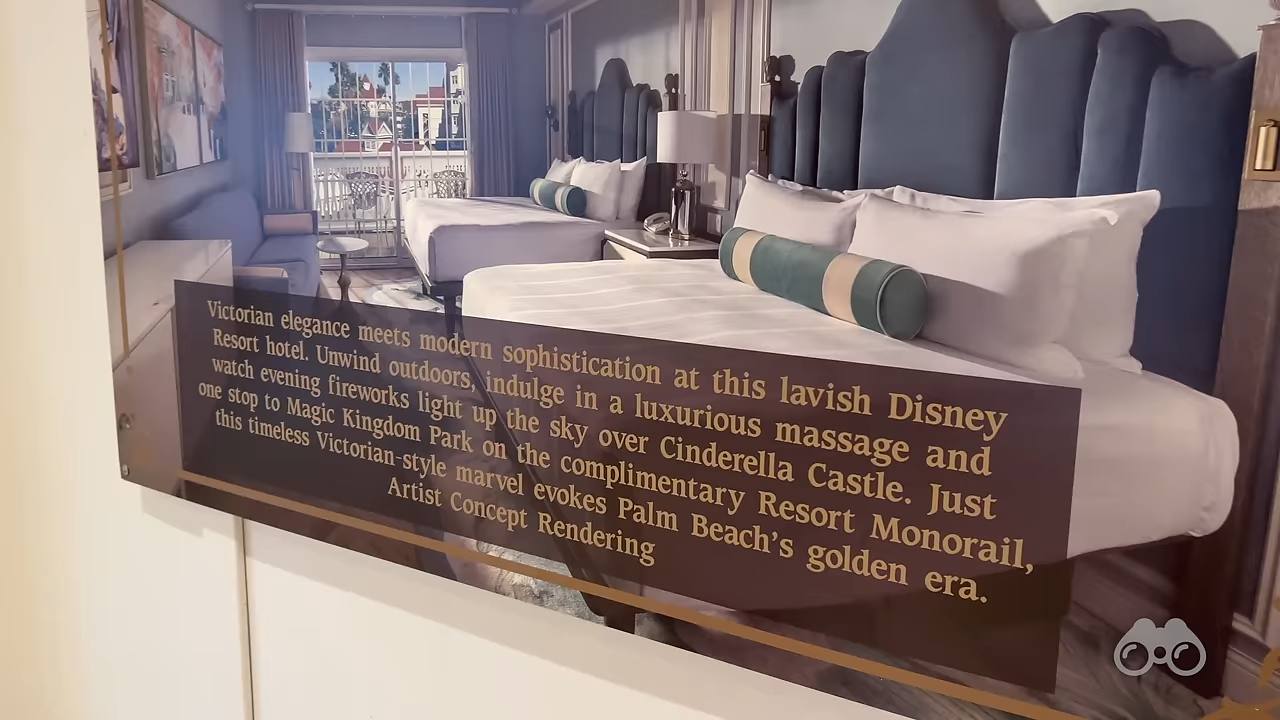 Victorian elegance meets modern sophistication at this lavish Disney
Resort hotel. Unwind outdoors, indulge in a luxurious massage and
watch evening fireworks light up the sky over Cinderella Castle. Just
one stop to Magic Kingdom Park on the complimentary Resort Monorail,
this timeless Victorian-style marvel evokes Palm Beach's golden era.
Artist Concept Rendering